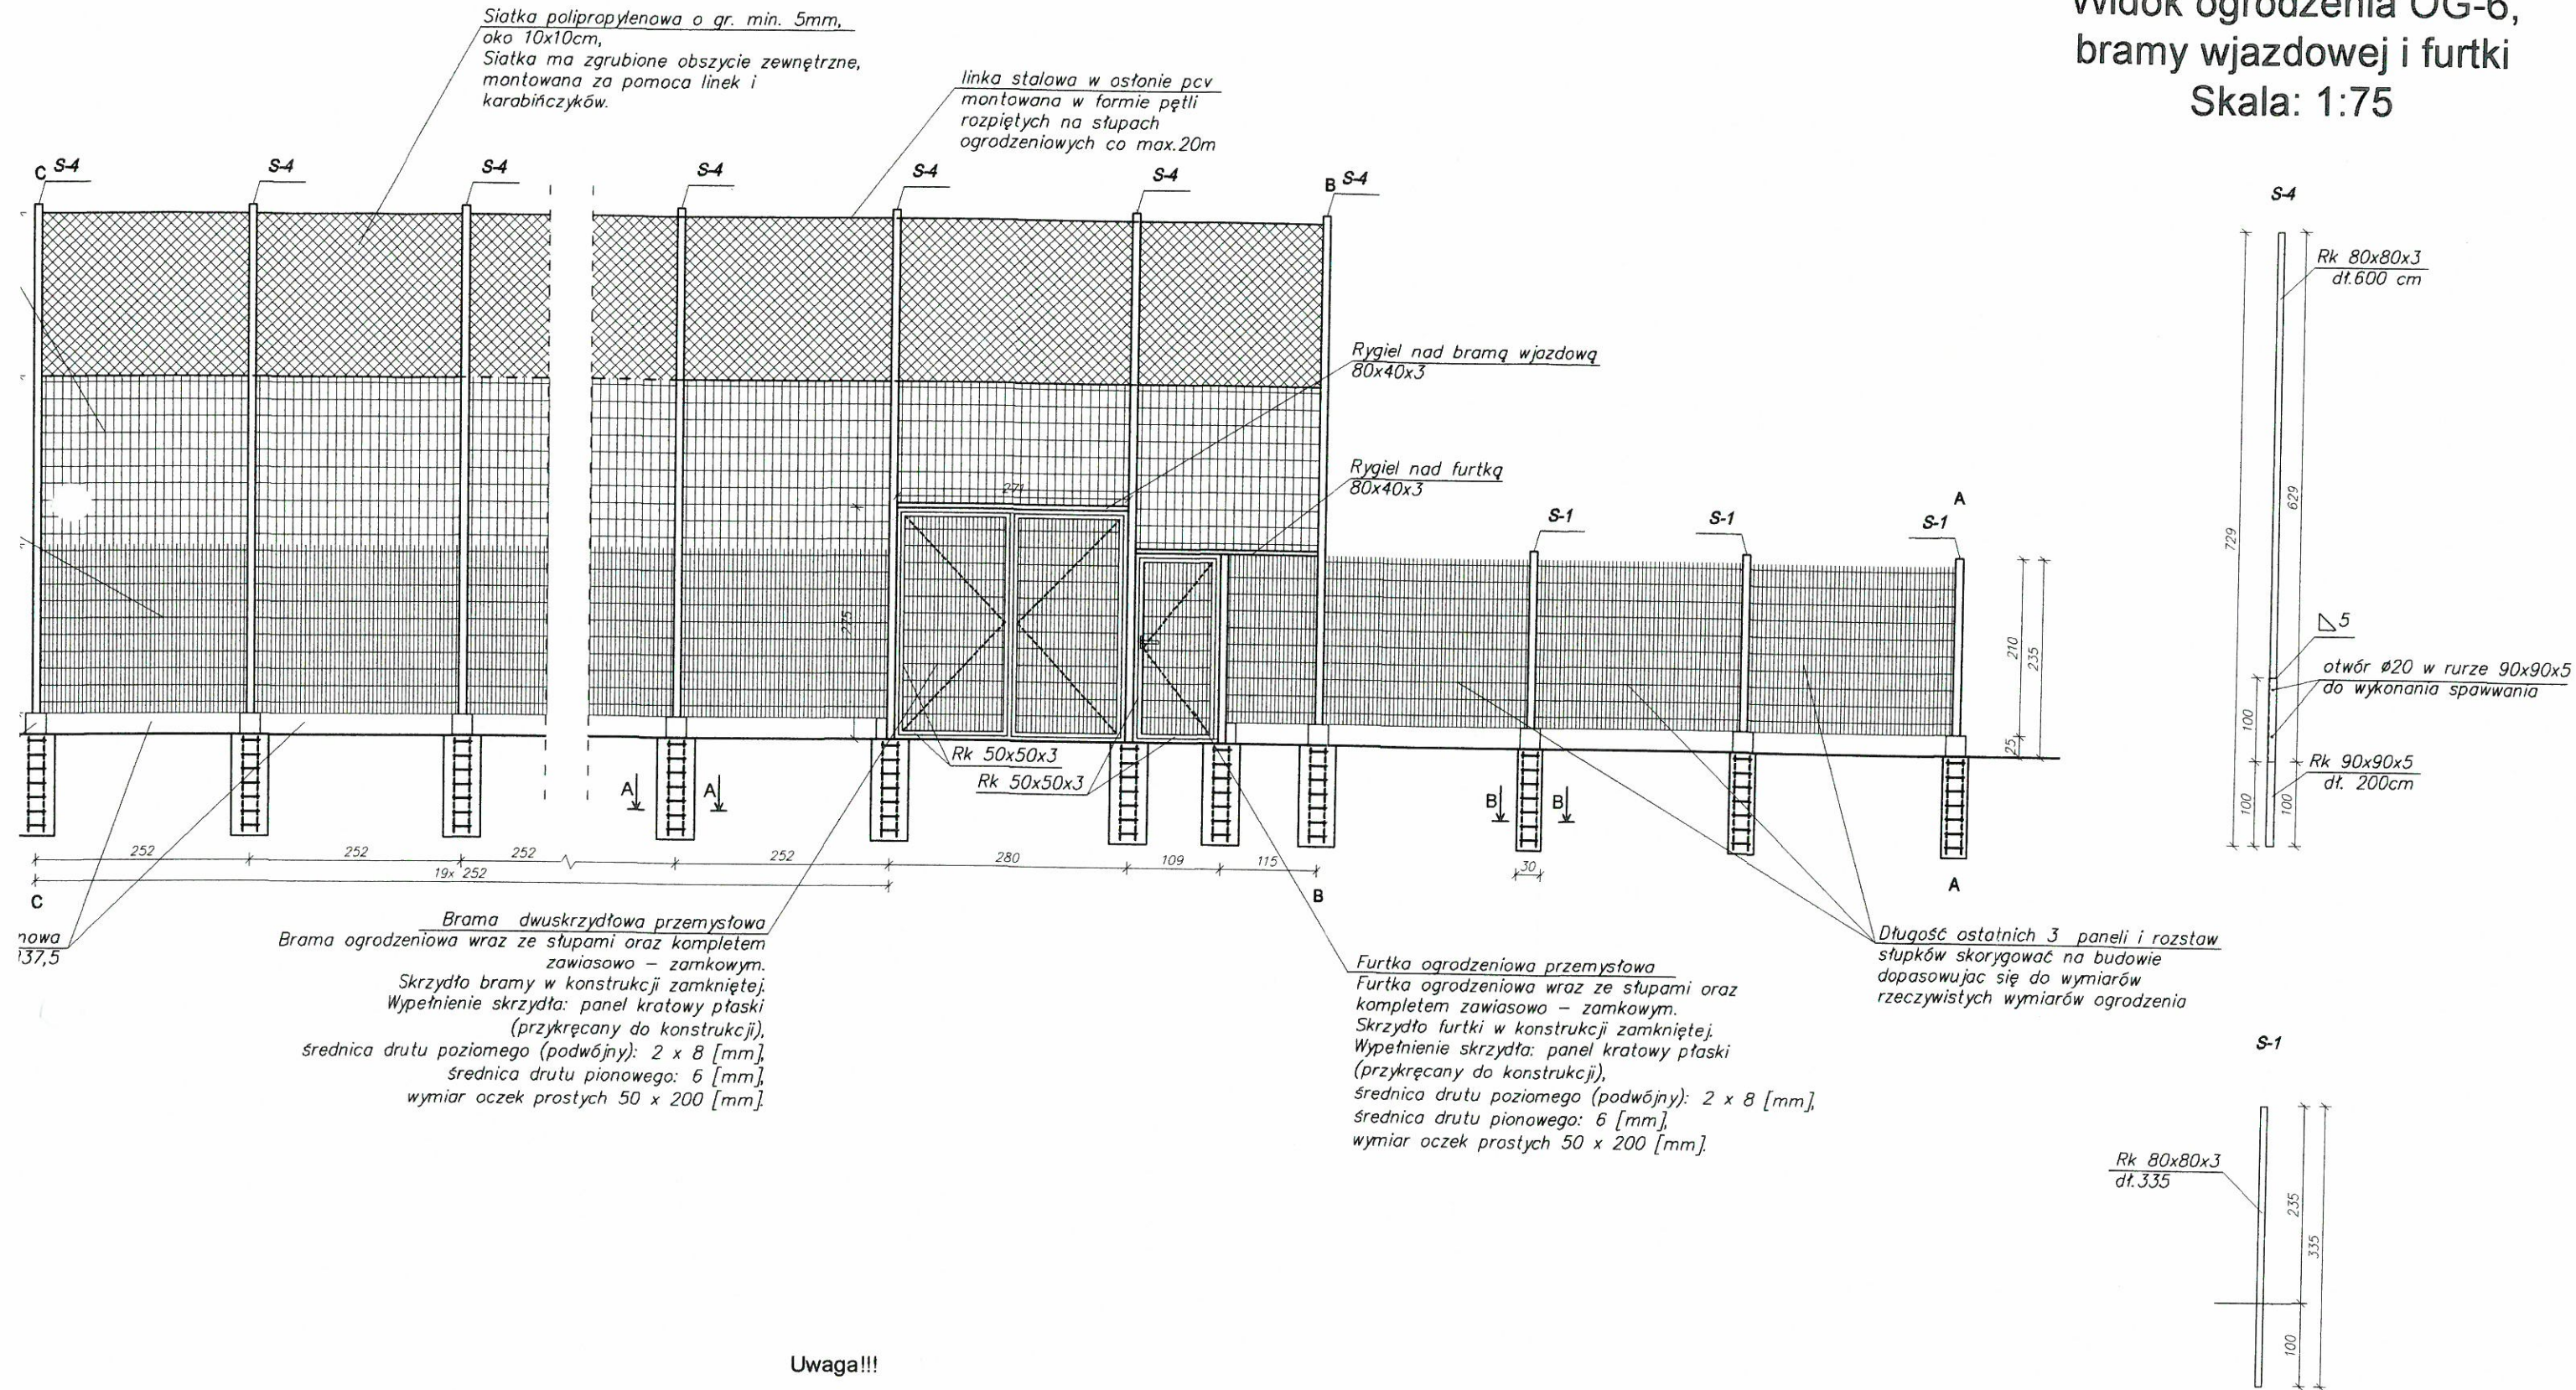 Widok ogrodzenia OG-6,
bramy wjazdowej i furtki
Skala: 1:75
Siatka polipropylenowa o gr. min. 5mm,
oko 10x10cm,
Siatka ma zgrubione obszycie zewnętrzne,
montowana za pomoca linek i
karabińczyków.
linka stalowa w osłonie pcv
montowana w formie pętli
rozpiętych na słupach
ogrodzeniowych co max.20m
C S-4
S-4
S-4
S-4
S-4
S-4
B S-4
Rygiel nad bramą wjazdową
80x40x3
Rygiel nad furtką
80x40x3
271
275
S-1
S-1
S-1
A
210
235
25
Rk 50x50x3
Rk 50x50x3
A A
B B
252
252
252
252
280
109
115
30
19x 252
C
B
A
nowa
137,5
Brama dwuskrzydłowa przemysłowa
Brama ogrodzeniowa wraz ze słupami oraz kompletem
zawiasowo – zamkowym.
Skrzydło bramy w konstrukcji zamkniętej.
Wypełnienie skrzydła: panel kratowy płaski
(przykręcany do konstrukcji),
średnica drutu poziomego (podwójny): 2 x 8 [mm],
średnica drutu pionowego: 6 [mm],
wymiar oczek prostych 50 x 200 [mm].
Furtka ogrodzeniowa przemysłowa
Furtka ogrodzeniowa wraz ze słupami oraz
kompletem zawiasowo – zamkowym.
Skrzydło furtki w konstrukcji zamkniętej.
Wypełnienie skrzydła: panel kratowy płaski
(przykręcany do konstrukcji),
średnica drutu poziomego (podwójny): 2 x 8 [mm],
średnica drutu pionowego: 6 [mm],
wymiar oczek prostych 50 x 200 [mm].
Długość ostatnich 3 paneli i rozstaw
słupków skorygować na budowie
dopasowujac się do wymiarów
rzeczywistych wymiarów ogrodzenia
S-4
Rk 80x80x3
dł.600 cm
729
629
5
otwór ø20 w rurze 90x90x5
do wykonania spawwania
100
Rk 90x90x5
dł. 200cm
100
100
S-1
Rk 80x80x3
dł.335
235
335
100
Uwaga!!!